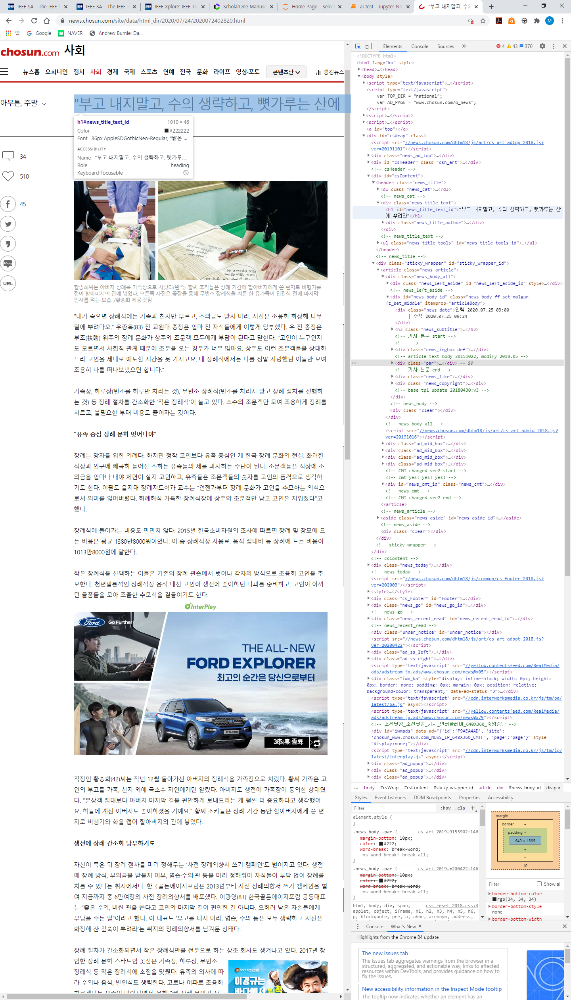 IEEE SA - The IEEE S
IEEE SA - The IEEE S
IEEE Xplore: IEEE Tra
ScholarOne Manusc
Home Page - Select
ai test - Jupyter No
"부고 내지말고, 수의
news.chosun.com/site/data/html_dir/2020/07/24/2020072402820.html
앱
Google
NAVER
Andrew Burnie: Da...
chosun.com 사회
뉴스홈 오피니언 정치 사회 경제 국제 스포츠 연예 전국 문화 라이프 영상·포토 콘텐츠판 랭킹뉴스
아무튼, 주말
"부고 내지말고, 수의 생략하고, 뼛가루는 산에
h1#news_title_text_id 1010 × 46
Color #222222
Font 36px AppleSDGothicNeo-Regular, "맑은 ...
ACCESSIBILITY
Name "부고 내지말고, 수의 생략하고, 뼛가루...
Role heading
Keyboard-focusable
34
510
45
blog
URL
황송희씨는 아버지 장례를 가족장으로 치렀다(왼쪽). 황씨 조카들은 장례 기간에 할아버지에게 쓴 편지로 비행기를
접어 할아버지의 관에 넣었다. 오른쪽 사진은 꽃잠을 통해 무빈소 장례식을 치른 한 유가족이 입관식 전에 마지막
인사를 적는 모습. /황송희 제공·꽃잠
"내가 죽으면 장례식에는 가족과 친지만 부르고, 조의금도 받지 마라. 시신은 조용히 화장해 나무
밑에 뿌려다오." 우종옥(83) 전 교원대 총장은 얼마 전 자식들에게 이렇게 당부했다. 우 전 총장은
부조(扶助) 위주의 장례 문화가 상주와 조문객 모두에게 부담이 된다고 말한다. "고인이 누구인지
도 모르면서 사회적 관계 때문에 조문을 오는 경우가 너무 많아요. 상주도 이런 조문객들을 상대하
느라 고인을 제대로 애도할 시간을 못 가지고요. 내 장례식에서는 나를 정말 사랑했던 이들만 모여
조용히 나를 떠나보냈으면 합니다."
가족장, 하루장(빈소를 하루만 차리는 것), 무빈소 장례식(빈소를 차리지 않고 장례 절차를 진행하
는 것) 등 장례 절차를 간소화한 '작은 장례식'이 늘고 있다. 소수의 조문객만 모여 조용하게 장례를
치르고, 불필요한 부대 비용도 줄이자는 것이다.
"유족 중심 장례 문화 벗어나야"
장례는 망자를 위한 의례다. 하지만 정작 고인보다 유족 중심인 게 한국 장례 문화의 현실. 화려한
식장과 입구에 빼곡히 들어선 조화는 유족들의 세를 과시하는 수단이 된다. 조문객들은 식장에 조
의금을 얼마나 내야 체면이 살지 고민하고, 유족들은 조문객들의 숫자를 고인의 품격으로 생각하
기도 한다. 이필도 을지대 장례지도학과 교수는 "언젠가부터 장례 문화가 고인을 추모하는 의식으
로서 의미를 잃어버렸다. 허례허식 가득한 장례식장에 상주와 조문객만 남고 고인은 지워졌다"고
했다.
장례식에 들어가는 비용도 만만치 않다. 2015년 한국소비자원의 조사에 따르면 장례 및 장묘에 드
는 비용은 평균 1380만8000원이었다. 이 중 장례식장 사용료, 음식 접대비 등 장례에 드는 비용이
1013만8000원에 달한다.
작은 장례식을 선택하는 이들은 기존의 장례 관습에서 벗어나 각자의 방식으로 조용히 고인을 추
모한다. 천편일률적인 장례식장 음식 대신 고인이 생전에 좋아하던 다과를 준비하고, 고인이 아끼
던 물품들을 모아 조촐한 추모식을 곁들이기도 한다.
InterPlay
Ford Go Further
THE ALL-NEW
FORD EXPLORER
최고의 순간은 당신으로부터
EXPLORER
3초 후 종료
직장인 황송희(42)씨는 작년 12월 돌아가신 아버지의 장례식을 가족장으로 치렀다. 황씨 가족은 고
인의 부고를 가족, 친지 외에 극소수 지인에게만 알렸다. 아버지도 생전에 가족장에 동의한 상태였
다. "문상객 접대보다 아버지 마지막 길을 편안하게 보내드리는 게 훨씬 더 중요하다고 생각했어
요. 하늘에 계신 아버지도 좋아하셨을 거예요." 황씨 조카들은 장례 기간 동안 할아버지에게 쓴 편
지로 비행기와 학을 접어 할아버지의 관에 넣었다.
생전에 장례 간소화 당부하기도
자신이 죽은 뒤 장례 절차를 미리 정해두는 '사전 장례의향서 쓰기 캠페인'도 벌어지고 있다. 생전
에 장례 방식, 부의금을 받을지 여부, 염습·수의·관 등을 미리 정해줘야 자식들이 부담 없이 장례를
치를 수 있다는 취지에서다. 한국골든에이지포럼은 2013년부터 사전 장례의향서 쓰기 캠페인을 벌
여 지금까지 총 6만여장의 사전 장례의향서를 배포했다. 이광영(83) 한국골든에이지포럼 공동대표
는 "좋은 수의, 비싼 관을 쓴다고 고인의 마지막 길이 편안한 건 아니다. 오히려 남은 자손들에게
부담을 주는 일"이라고 했다. 이 대표도 '부고를 내지 마라. 염습, 수의 등은 모두 생략하고 시신은
화장해 산 깊숙이 뿌려라'는 취지의 장례의향서를 남겨둔 상태다.
장례 절차가 간소화되면서 작은 장례식만을 전문으로 하는 상조 회사도 생겨나고 있다. 2017년 창
업한 장례 문화 스타트업 꽃잠은 가족장, 하루장, 무빈소
장례식 등 작은 장례식에 초점을 맞췄다. 유족의 의사에 따
라 수의나 음식, 발인식도 생략한다. 코로나 여파로 조용히
DON CHICKEN
이경규는
바다에서 원칙
Elements Console Sources 4 43 370
<!DOCTYPE html>
<html lang="ko" style>
<head>…</head>
<body style>
<script type="text/javascript">…</script>
<script type="text/javascript">
var TOP_DIR = "national";
var AD_PAGE = "www.chosun.com/o_news";
</script>
<script>…</script>
<script>…</script>
<a id="top"></a>
<div id="csWrap" class>
<script src="//news.chosun.com/dhtm18/js/art/cs_art_adtop_2018.js?
ver=20191101"></script>
<div class="news_ad_top">…</div>
<div id="csHeader" class="csh_art">…</div>
<!-- csHeader -->
<div id="csContent">
<header class="news_title">
<dl class="news_cat">…</dl>
<!-- news_cat -->
<div class="news_title_text">
<h1 id="news_title_text_id">"부고 내지말고, 수의 생략하고, 뼛가루는 산
에 뿌려라"</h1>
<div class="news_title_author">…</div>
</div>
<!-- news_title_text -->
<ul class="news_title_tools" id="news_title_tools_id">…</ul>
</header>
<!-- news_title -->
<div class="sticky_wrapper" id="sticky_wrapper_id">
<article class="news_article">
<div class="news_body_all">
<div class="news_left_aside" id="news_left_aside_id" style>…</div>
<!-- news_left_aside -->
<div id="news_body_id" class="news_body ff_set_malgun
fz_set_middle" itemprop="articleBody">
<div class="news_date">입력 2020.07.25 03:00
| 수정 2020.07.25 09:24
</div>
<h3 class="news_subtitle">…</h3>
<!-- 기사 본문 start -->
<!-- -->
<div class="news_imgbox def">…</div>
<!-- article text body 20151022, modify 2018.05 -->
<div class="par">…</div> == $0
<!-- 기사 본문 end -->
<div class="news_like">…</div>
<div class="news_copyright">…</div>
<!-- base tpl update 20180430:v3 -->
</div>
<!-- news_body -->
<div class="clear"></div>
</div>
<!-- news_body_all -->
<script src="//news.chosun.com/dhtm18/js/art/cs_art_admid_2018.js?
ver=20191016"></script>
<div class="ad_mid_box">…</div>
<div class="ad_mid_box">…</div>
<div class="ad_mid_box">…</div>
<div class="ad_mid_box">…</div>
<!-- CMT changed ver2 start -->
<!-- cmt yes! yes! yes! -->
<div id="news_cmt_id" class="news_cmt">…</div>
<!-- news_cmt -->
<!-- CMT changed ver2 end -->
</article>
<!-- news_article -->
<aside class="news_aside" id="news_aside_id">…</aside>
<!-- news_aside -->
<div class="clear"></div>
</div>
<!-- sticky_wrapper -->
</div>
<!-- csContent -->
<div class="news_today">…</div>
<!-- news_today -->
<script src="//news.chosun.com/dhtm18/js/common/cs_footer_2018.js?
ver=202003"></script>
<style>…</style>
<div class="cs_Footer" id="footer">…</div>
<div class="news_go" id="news_go_id">…</div>
<!-- news_go -->
<div class="news_recent_read" id="news_recent_read_id">…</div>
<!-- news_recent_read -->
<div class="under_notice" id="under_notice"></div>
<script src="//news.chosun.com/dhtm18/js/art/cs_art_adbot_2018.js?
ver=20200422"></script>
<div class="ad_ss_left">…</div>
<div class="ad_ss_right">…</div>
<script type="text/javascript" src="//yellow.contentsfeed.com/RealMedia/
ads/adstream_jx.ads/www.chosun.com/news@x05"></script>
<div class="iwm_ba" style="display: inline-block; width: 0px; height:
0px; border: none; padding: 0px; margin: 0px; position: relative;
background-color: transparent;" data-ad-status="3">…</div>
<script type="text/javascript" src="//cdn.interworksmedia.co.kr/js/tm/ba/
latest/ba.js" async></script>
<script type="text/javascript" src="//yellow.contentsfeed.com/RealMedia/
ads/adstream_jx.ads/www.chosun.com/news@x79"></script>
<!-- 조선닷컴_조선닷컴_기사_인터플레이_640X360_중앙중단 -->
<div id="iwmads" data-ad="{'id':'F9AEA4AD', 'site':
'chosun_www.chosun.com_NEWS_IP_640X360_CMTF', 'page':'page'}" style=
"display:none;"></div>
<script type="text/javascript" src="//cdn.interworksmedia.co.kr/js/tm/ip/
latest/interplay.js" async></script>
<div class="ad_popup">…</div>
<div class="ad_popup">…</div>
<div class="ad_popup">…</div>
... body #csWrap #csContent #sticky_wrapper_id article div #news_body_id div.par
Styles Event Listeners DOM Breakpoints Properties Accessibility
Filter :hov .cls +
element.style {
}
.news_body .par { cs_art_2019…9153902:146
margin-bottom: 10px;
color: #222;
word-break: break-word;
-ms-word-break: break-all;
}
.news_body .par { cs_art_2019…=200422:146
margin-bottom: 10px;
color: #222;
word-break: break-word;
-ms-word-break: break-all;
}
html, body, div, span, css_reset_2018.css:4
applet, object, iframe, h1, h2, h3, h4, h5, h6,
p, blockquote, pre, a, abbr, acronym, address,
margin –
border –
padding –
640 × 1885
–
–
10
Filter Show all
border-bottom-color
rgb(34, 34, 34)
border-bottom-style
none
border-bottom-width
Console What's New
Highlights from the Chrome 84 update
The new Issues tab
The Issues tab aggregates warnings from the browser in a
structured, aggregated, and actionable way, links to affected
resources within DevTools, and provides guidance on how to
fix the issues.
New accessibility information in the Inspect Mode tooltip
The tooltip now indicates whether an element has an